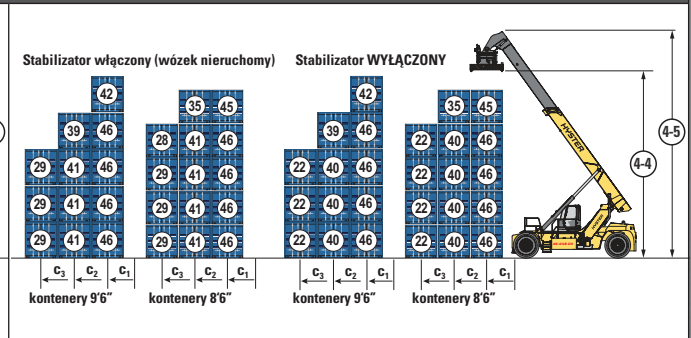 Stabilizator włączony (wózek nieruchomy) Stabilizator WYŁĄCZONY
42 42
35 45 35 45
39 46 39 46
28 41 46 22 40 46
29 41 46 22 40 46
29 41 46 22 40 46
29 41 46 22 40 46
29 41 46 22 40 46
29 41 46 22 40 46
29 41 46 22 40 46
HYSTER
HYSTER
4-5
4-4
c₃ c₂ c₁ c₃ c₂ c₁ c₃ c₂ c₁ c₃ c₂ c₁
kontenery 9'6" kontenery 8'6" kontenery 9'6" kontenery 8'6"